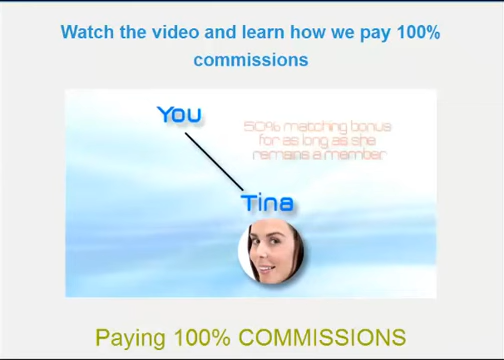 Watch the video and learn how we pay 100%
commissions
You
50% matching bonus
for as long as she
remains a member
Tina
Paying 100% COMMISSIONS